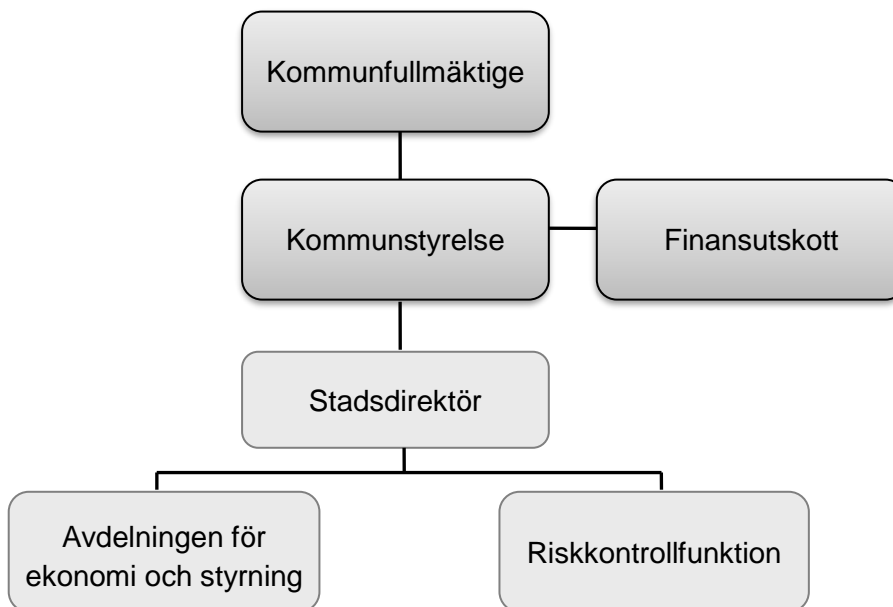 Kommunfullmäktige
Kommunstyrelse
Finansutskott
Stadsdirektör
Avdelningen för
ekonomi och styrning
Riskkontrollfunktion